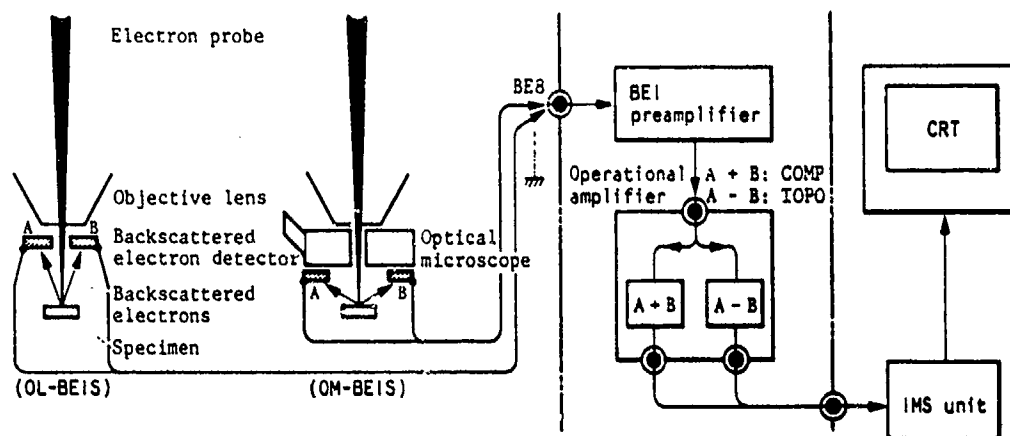 Electron probe
Objective lens
A
B
Backscattered
electron detector
Backscattered
electrons
Specimen
(OL-BEIS)
Optical
microscope
A
B
(OM-BEIS)
BE8
BEI
preamplifier
Operational
amplifier
A + B: COMP
A - B: TOPO
A + B
A - B
CRT
IMS unit